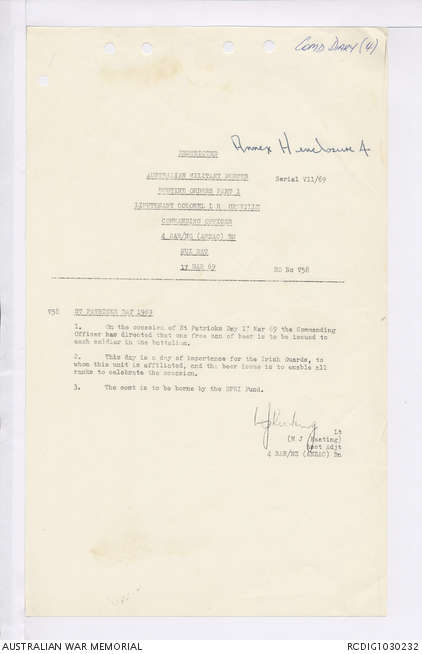 Comd Diary (4)
Annex H enclosure 4
RESTRICTED
AUSTRALIAN MILITARY FORCES
Serial V11/69
ROUTINE ORDERS PART 1
LIEUTENANT COLONEL L R GREVILLE
COMMANDING OFFICER
4 RAR/NZ (ANZAC) BN
NUI DAT
17 MAR 69
RO No V58
V58 ST PATRICKS DAY 1969
1. On the occasion of St Patricks Day 17 Mar 69 the Commanding
Officer has directed that one free can of beer is to be issued to
each soldier in the battalion.
2. This day is a day of importance for the Irish Guards, to
whom this unit is affiliated, and the beer issue is to enable all
ranks to celebrate the occasion.
3. The cost is to be borne by the RPRI Fund.
Lt
(W J Keating)
Asst Adjt
4 RAR/NZ (ANZAC) Bn
AUSTRALIAN WAR MEMORIAL
RCDIG1030232